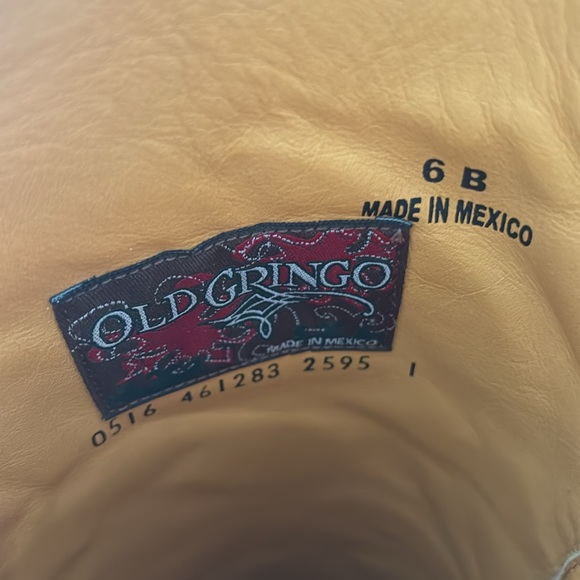 6 B
MADE IN MEXICO
OLD GRINGO
MADE IN MEXICO
0516 461283 2595 1